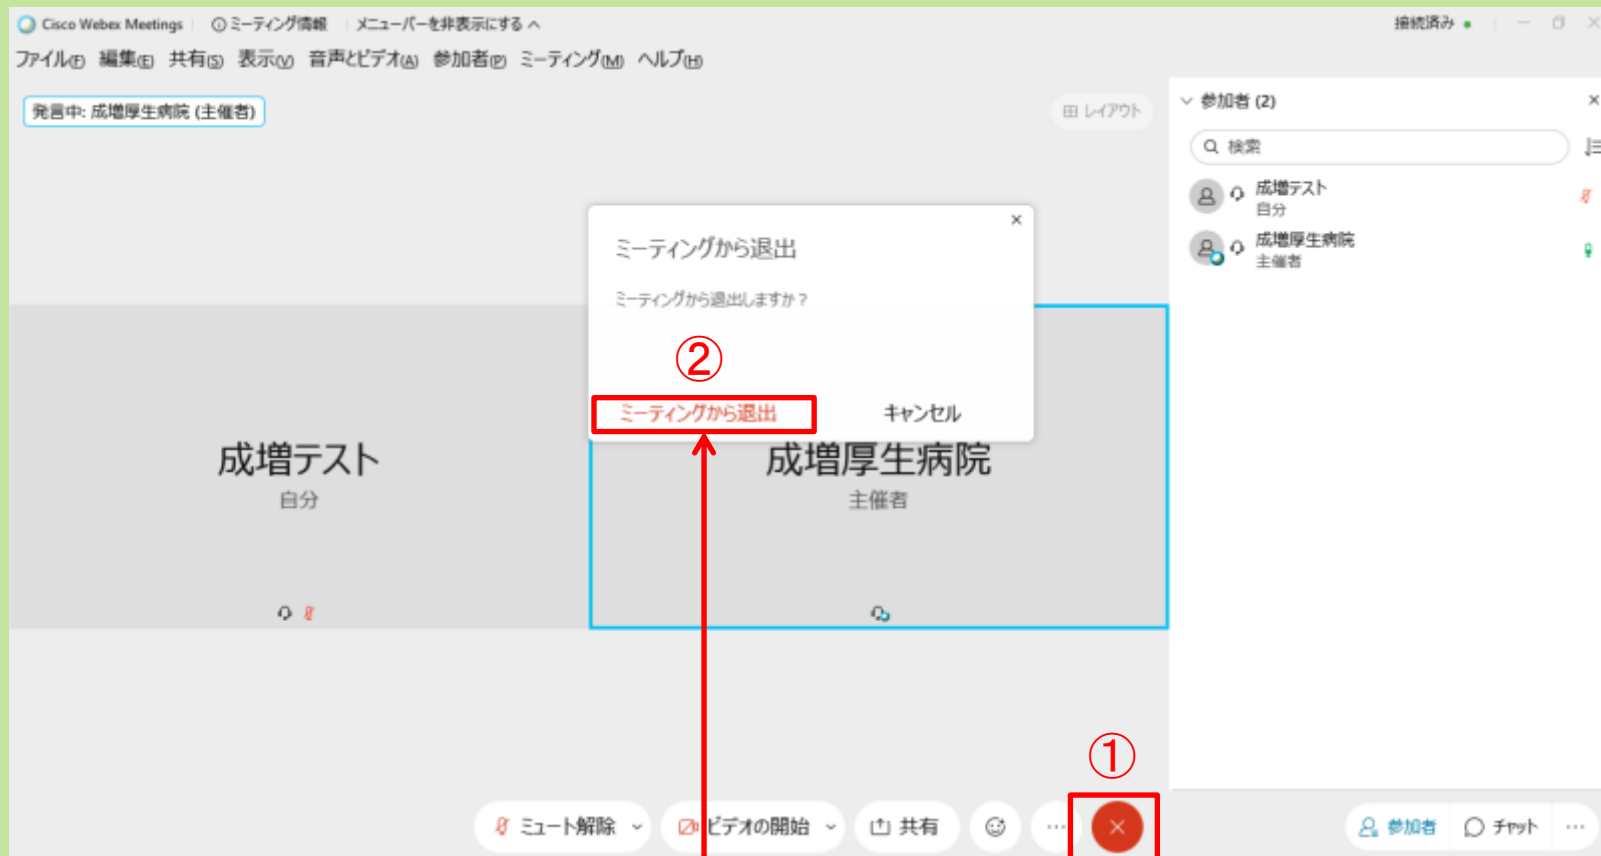 Cisco Webex Meetings ミーティング情報 メニューバーを非表示にする 接続済み
ファイル(F) 編集(E) 共有(S) 表示(V) 音声とビデオ(A) 参加者(P) ミーティング(M) ヘルプ(H)
発言中: 成増厚生病院 (主催者)
レイアウト
参加者 (2)
検索
成増テスト
自分
成増厚生病院
主催者
ミーティングから退出
ミーティングから退出しますか？
②
ミーティングから退出 キャンセル
成増テスト
自分
成増厚生病院
主催者
①
ミュート解除 ビデオの開始 共有
参加者 チャット